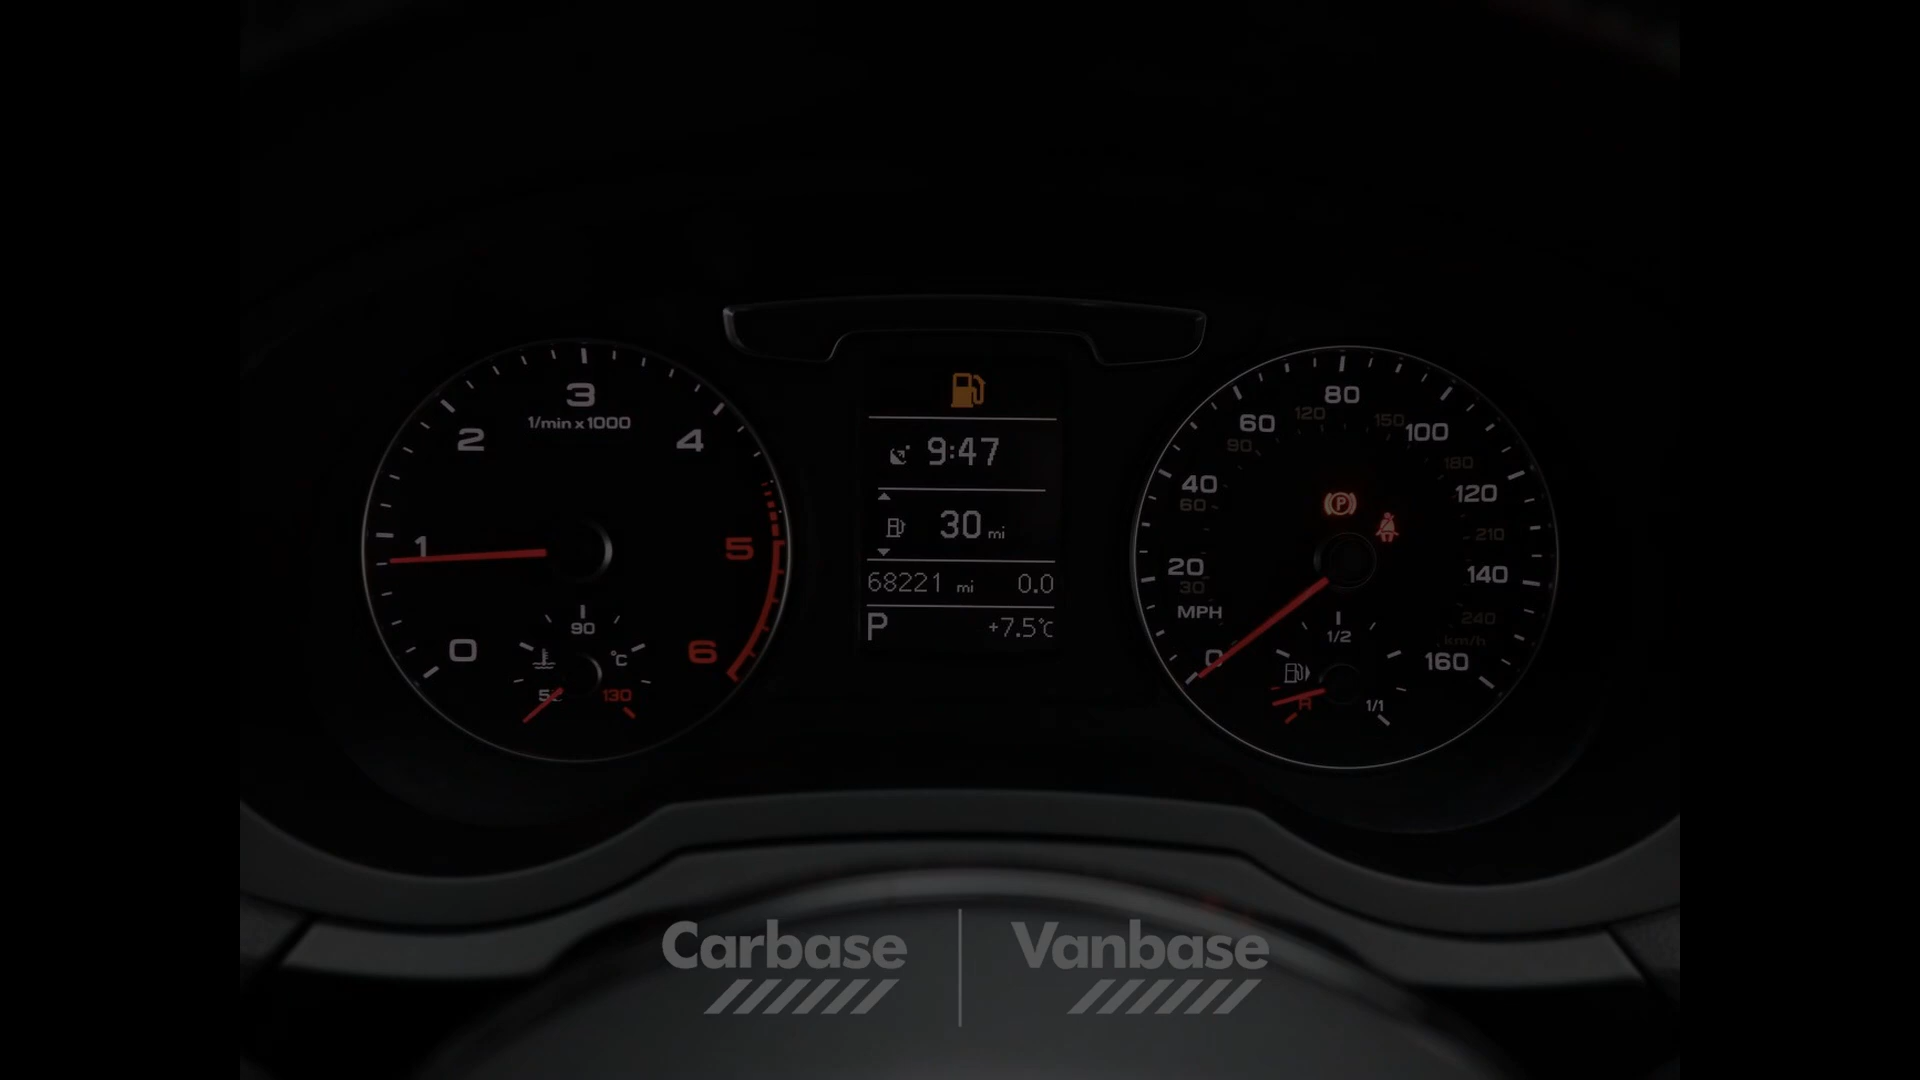 3
1/min x 1000
2
4
1
5
0
6
90
°C
130
9:47
30 mi
68221 mi 0.0
P +7.5°C
80
60
120
150
100
90
40
180
120
60
210
20
140
30
MPH
240
km/h
0
160
1/2
R
1/1
P
Carbase
Vanbase